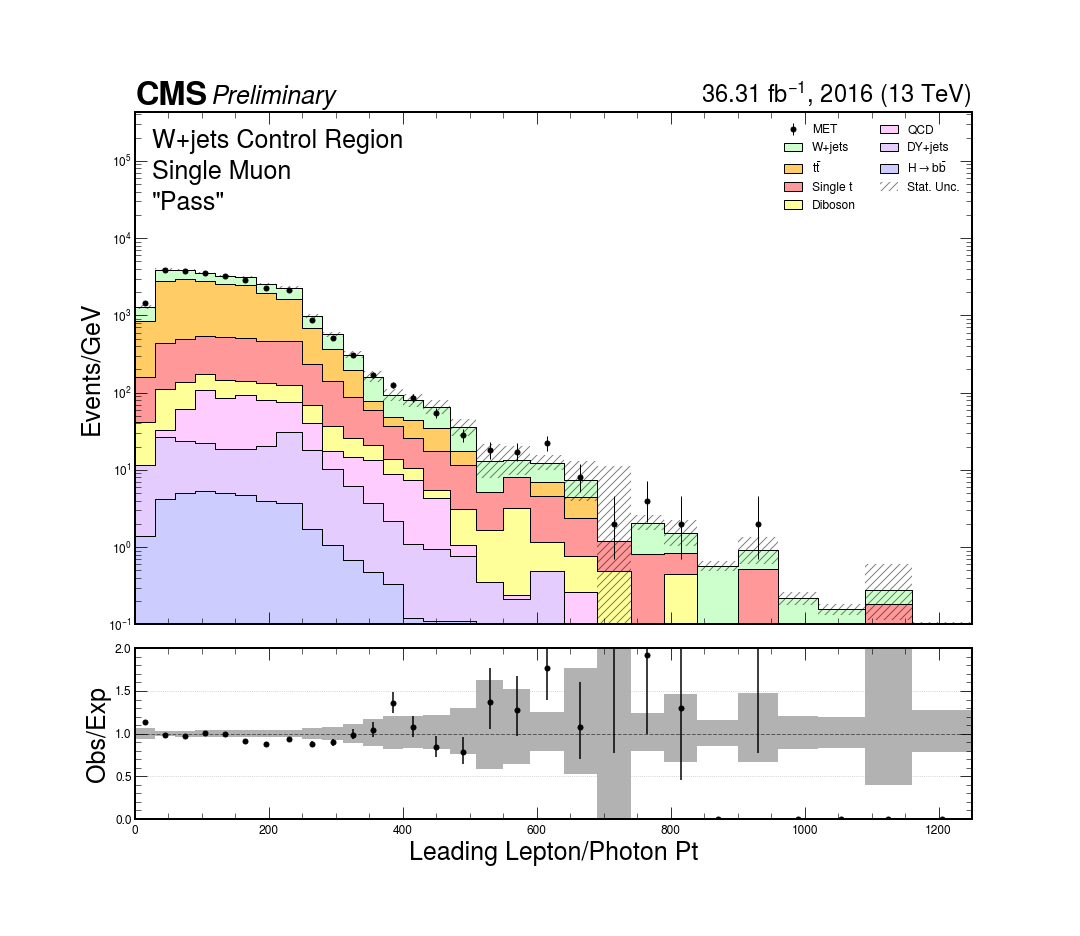 CMS Preliminary 36.31 fb⁻¹, 2016 (13 TeV)
W+jets Control Region
Single Muon
"Pass"
MET
W+jets
tt̄
Single t
Diboson
QCD
DY+jets
H→bb̄
Stat. Unc.
Events/GeV
10⁵
10⁴
10³
10²
10¹
10⁰
10⁻¹
Obs/Exp
2.0
1.5
1.0
0.5
0.0
0 200 400 600 800 1000 1200
Leading Lepton/Photon Pt